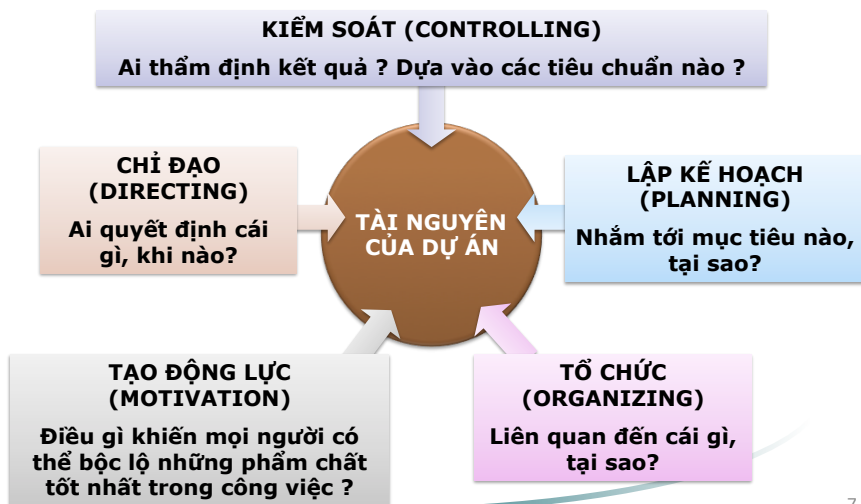 KIỂM SOÁT (CONTROLLING)
Ai thẩm định kết quả ? Dựa vào các tiêu chuẩn nào ?
CHỈ ĐẠO
(DIRECTING)
Ai quyết định cái
gì, khi nào?
TÀI NGUYÊN
CỦA DỰ ÁN
LẬP KẾ HOẠCH
(PLANNING)
Nhắm tới mục tiêu nào,
tại sao?
TẠO ĐỘNG LỰC
(MOTIVATION)
Điều gì khiến mọi người có
thể bộc lộ những phẩm chất
tốt nhất trong công việc ?
TỔ CHỨC
(ORGANIZING)
Liên quan đến cái gì,
tại sao?
7